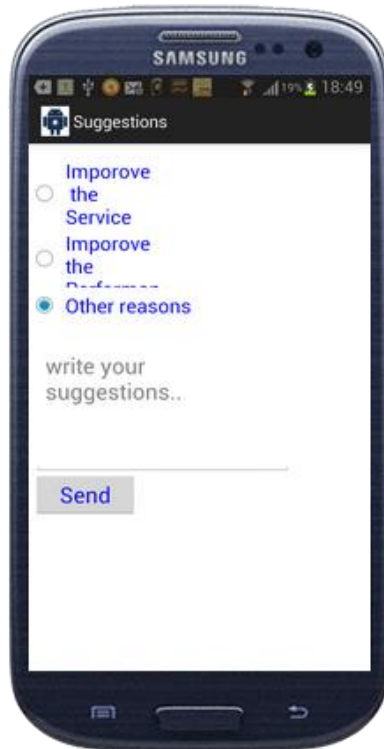 SAMSUNG
19% 18:49
Suggestions
Imporove
the
Service
Imporove
the
Other reasons
write your
suggestions..
Send